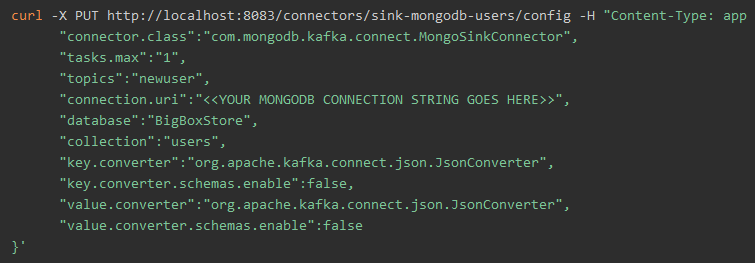 curl -X PUT http://localhost:8083/connectors/sink-mongodb-users/config -H "Content-Type: app
"connector.class":"com.mongodb.kafka.connect.MongoSinkConnector",
"tasks.max":"1",
"topics":"newuser",
"connection.uri":"<<YOUR MONGODB CONNECTION STRING GOES HERE>>",
"database":"BigBoxStore",
"collection":"users",
"key.converter":"org.apache.kafka.connect.json.JsonConverter",
"key.converter.schemas.enable":false,
"value.converter":"org.apache.kafka.connect.json.JsonConverter",
"value.converter.schemas.enable":false
}'